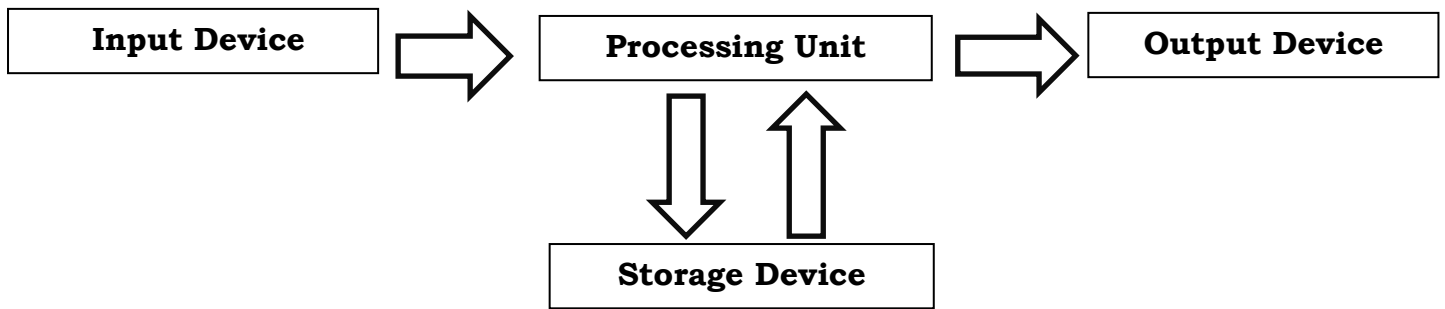 Input Device
Processing Unit
Output Device
Storage Device